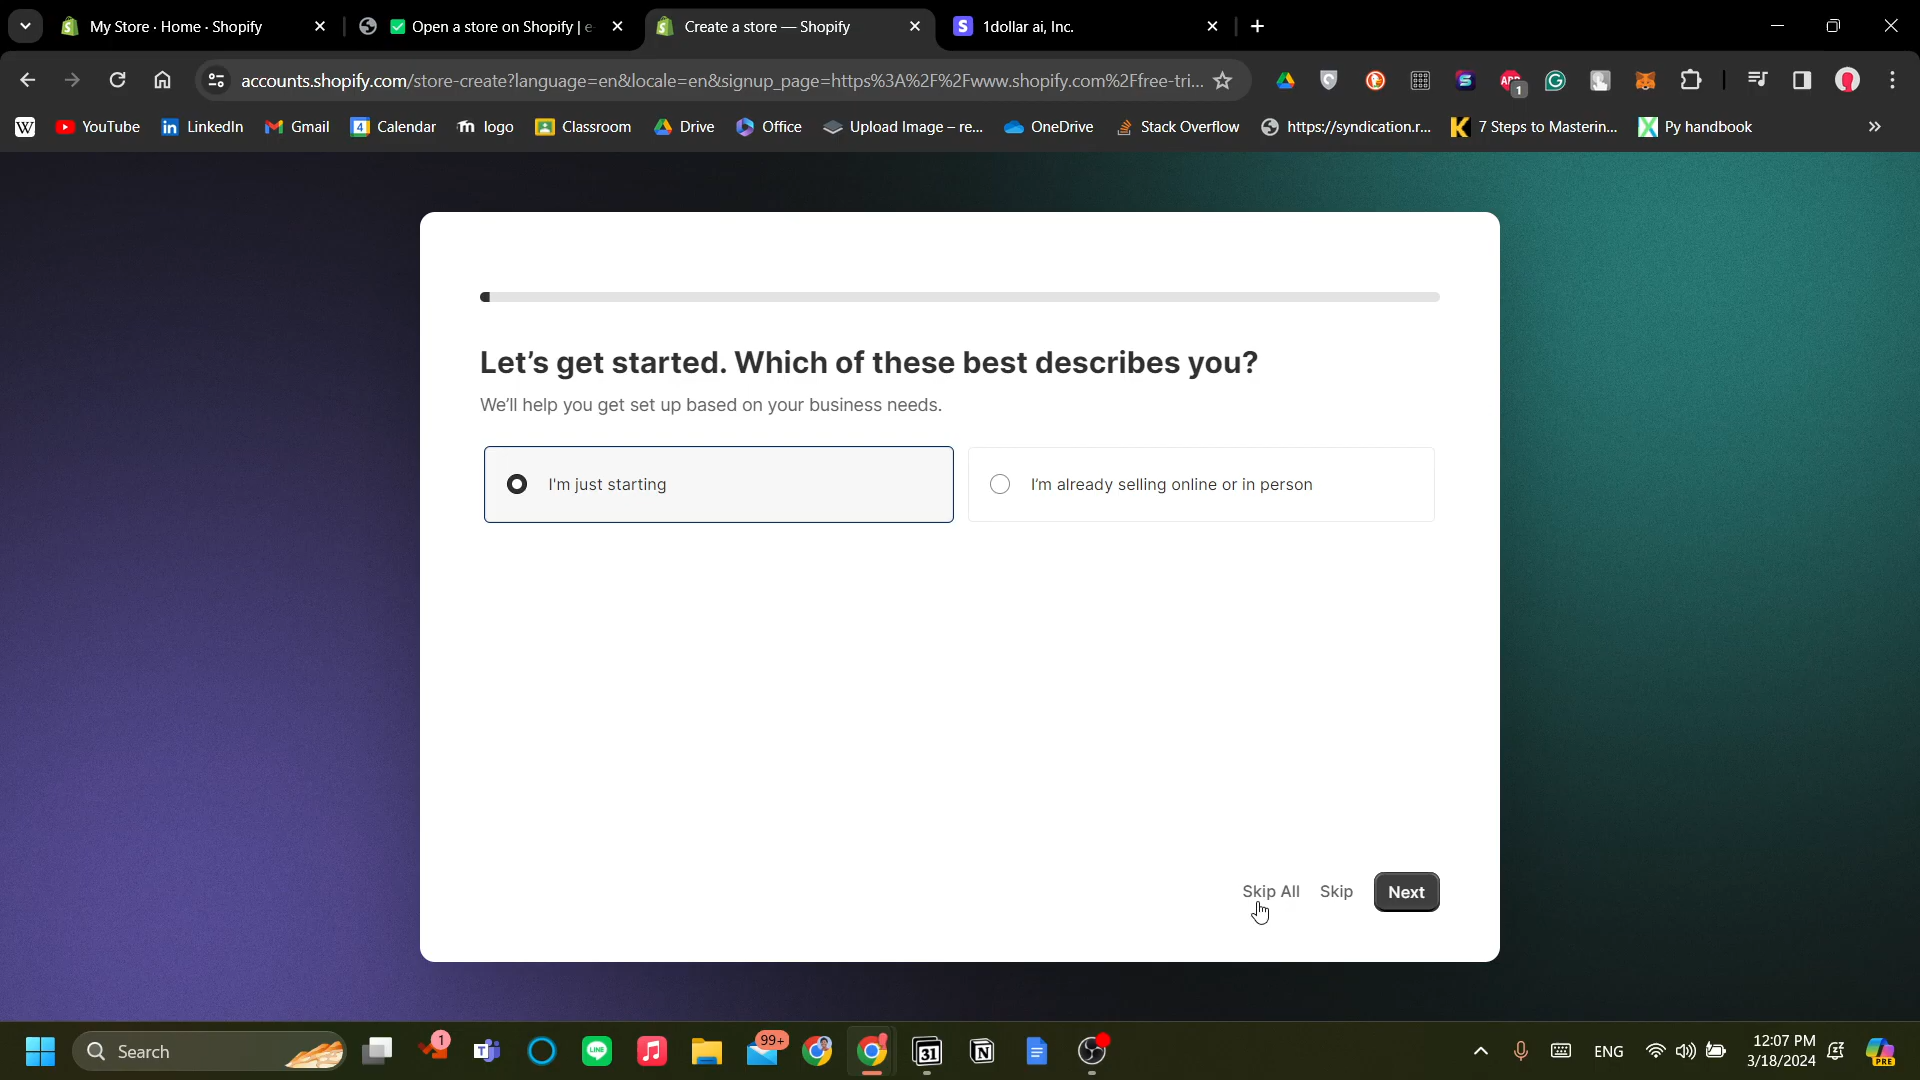 My Store · Home · Shopify
Open a store on Shopify | e-
Create a store — Shopify
1dollar ai, Inc.
accounts.shopify.com/store-create?language=en&locale=en&signup_page=https%3A%2F%2Fwww.shopify.com%2Ffree-tri...
ABP
1
YouTube
LinkedIn
Gmail
Calendar
logo
Classroom
Drive
Office
Upload Image – re...
OneDrive
Stack Overflow
https://syndication.r...
7 Steps to Masterin...
Py handbook
Let's get started. Which of these best describes you?
We'll help you get set up based on your business needs.
I'm just starting
I'm already selling online or in person
Skip All
Skip
Next
Search
1
99+
31
ENG
12:07 PM
3/18/2024
PRE